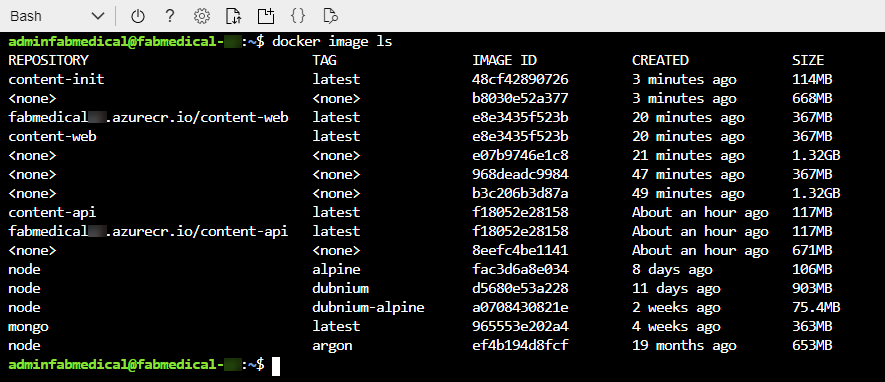 Bash
adminfabmedical@fabmedical- :~$ docker image ls
REPOSITORY TAG IMAGE ID CREATED SIZE
content-init latest 48cf42890726 3 minutes ago 114MB
<none> <none> b8030e52a377 3 minutes ago 668MB
fabmedical .azurecr.io/content-web latest e8e3435f523b 20 minutes ago 367MB
content-web latest e8e3435f523b 20 minutes ago 367MB
<none> <none> e07b9746e1c8 21 minutes ago 1.32GB
<none> <none> 968deadc9984 47 minutes ago 367MB
<none> <none> b3c206b3d87a 49 minutes ago 1.32GB
content-api latest f18052e28158 About an hour ago 117MB
fabmedical .azurecr.io/content-api latest f18052e28158 About an hour ago 117MB
<none> <none> 8eefc4be1141 About an hour ago 671MB
node alpine fac3d6a8e034 8 days ago 106MB
node dubnium d5680e53a228 11 days ago 903MB
node dubnium-alpine a0708430821e 2 weeks ago 75.4MB
mongo latest 965553e202a4 4 weeks ago 363MB
node argon ef4b194d8fcf 19 months ago 653MB
adminfabmedical@fabmedical- :~$